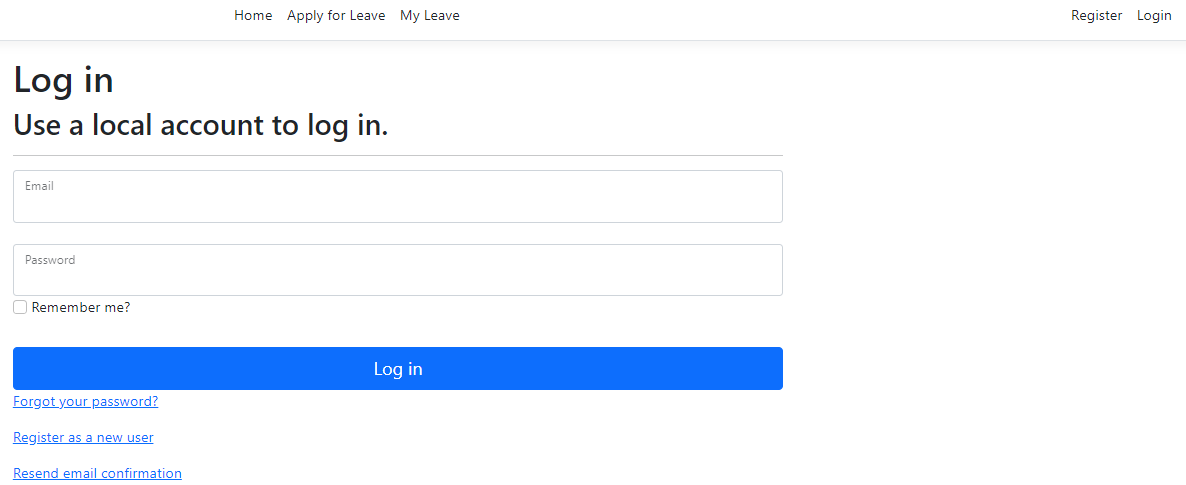 Home Apply for Leave My Leave Register Login
Log in
Use a local account to log in.
Email
Password
Remember me?
Log in
Forgot your password?
Register as a new user
Resend email confirmation